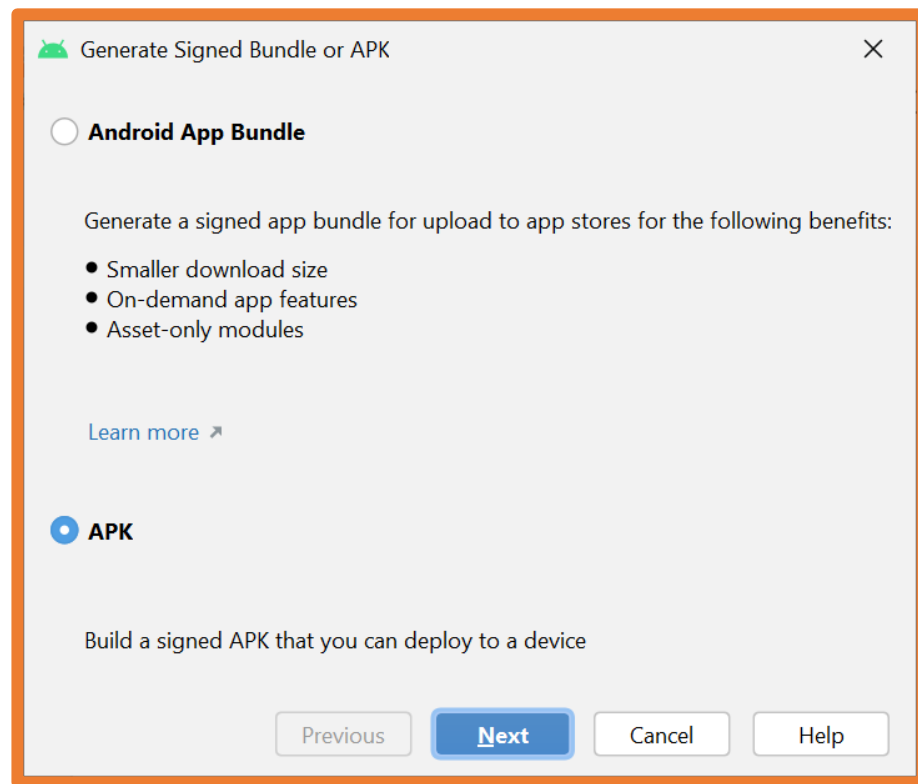 Generate Signed Bundle or APK
Android App Bundle
Generate a signed app bundle for upload to app stores for the following benefits:
● Smaller download size
● On-demand app features
● Asset-only modules
Learn more
APK
Build a signed APK that you can deploy to a device
Previous Next Cancel Help